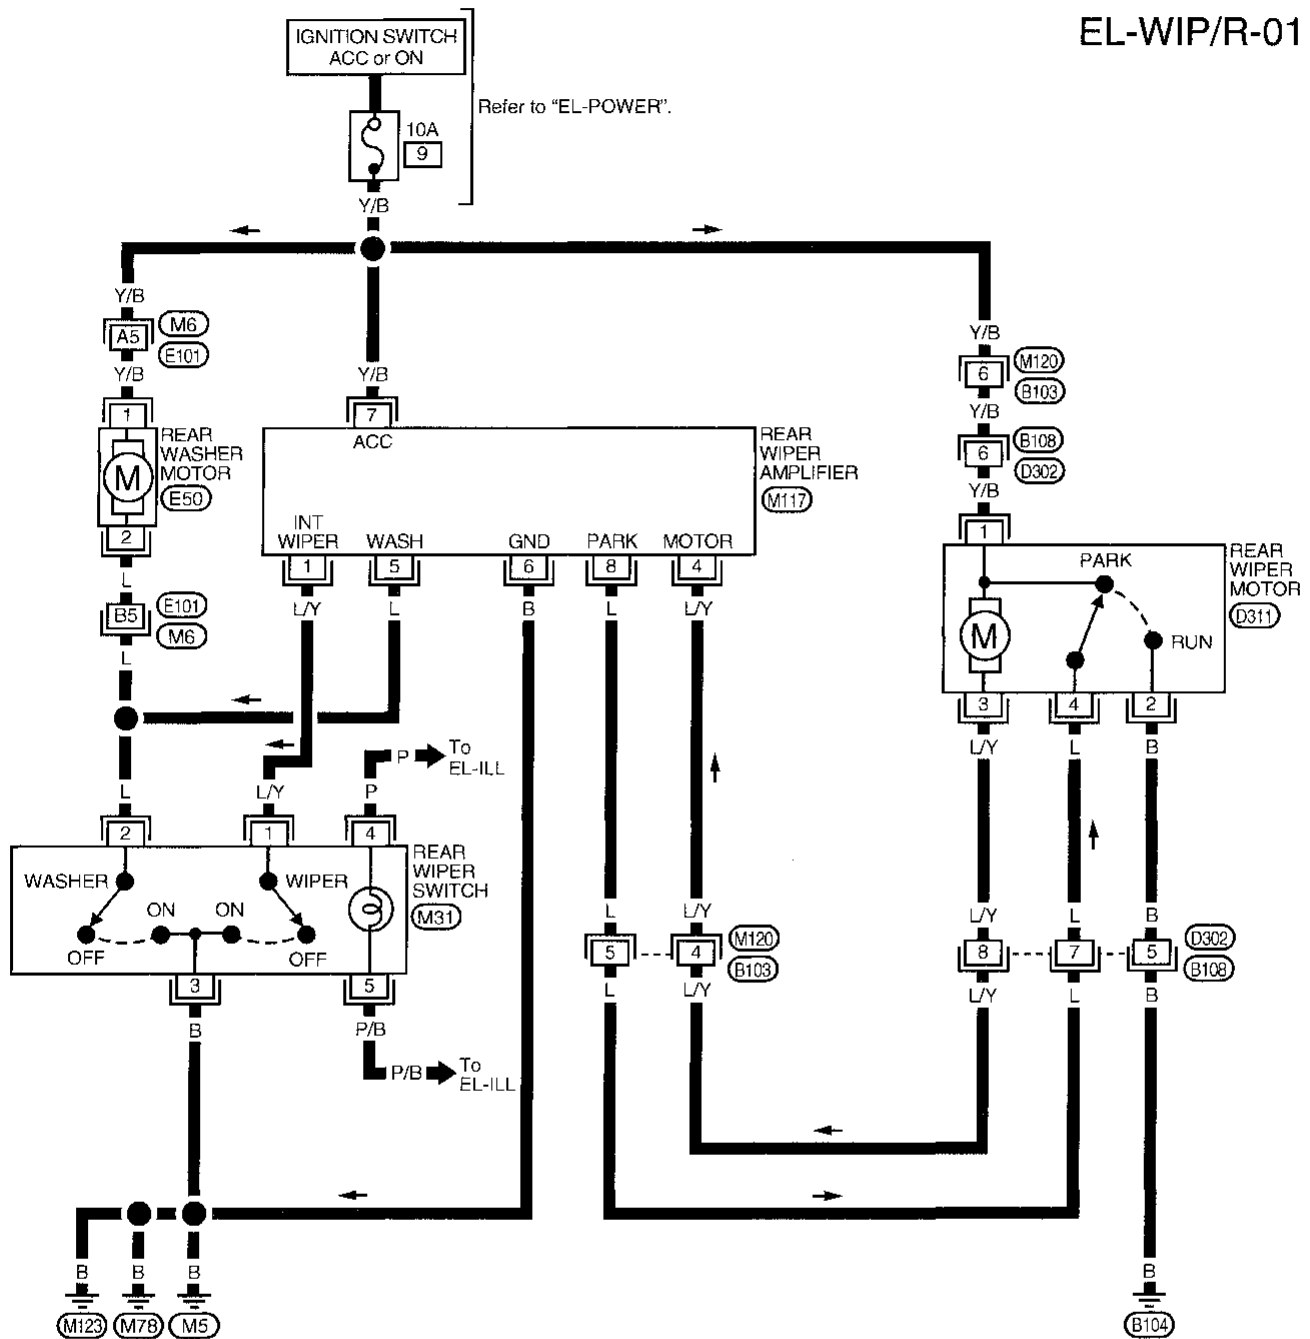 EL-WIP/R-01
IGNITION SWITCH
ACC or ON
Refer to "EL-POWER".
10A
9
Y/B
Y/B
A5
M6
E101
Y/B
1
REAR
WASHER
MOTOR
E50
M
2
L
B5
E101
M6
L
L
Y/B
7
ACC
REAR
WIPER
AMPLIFIER
M117
INT
WIPER
WASH
GND
PARK
MOTOR
1
5
6
8
4
L/Y
L
B
L
L/Y
Y/B
6
M120
B103
Y/B
6
B108
D302
Y/B
1
PARK
REAR
WIPER
MOTOR
D311
M
RUN
3
4
2
L/Y
L
B
P
To
EL-ILL
L/Y
P
2
1
4
REAR
WIPER
SWITCH
M31
WASHER
WIPER
ON
ON
OFF
OFF
3
5
B
P/B
P/B
To
EL-ILL
L
L/Y
5
4
M120
B103
L
L/Y
L/Y
L
B
8
7
5
D302
B108
L/Y
L
B
B
B
B
B
M123
M78
M5
B104